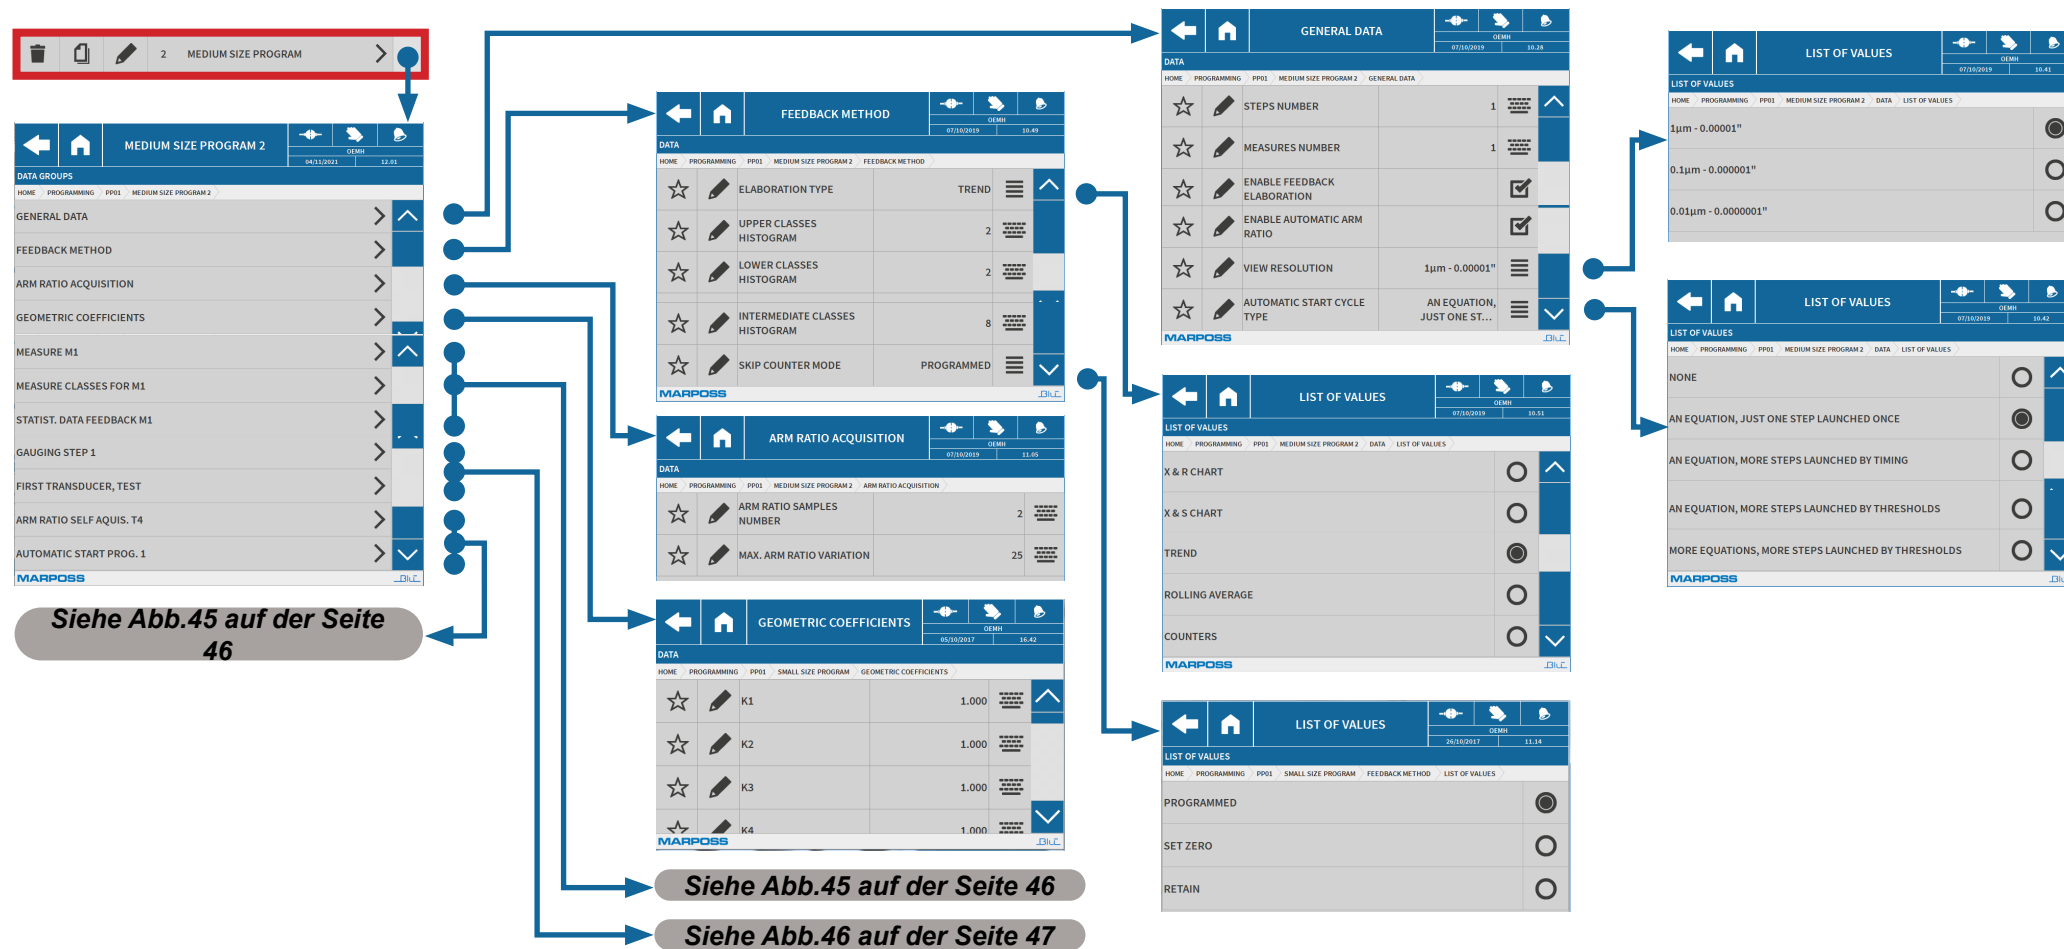 2 MEDIUM SIZE PROGRAM
MEDIUM SIZE PROGRAM 2
OEMH
04/11/2021 12.01
DATA GROUPS
HOME PROGRAMMING PP01 MEDIUM SIZE PROGRAM 2
GENERAL DATA
FEEDBACK METHOD
ARM RATIO ACQUISITION
GEOMETRIC COEFFICIENTS
MEASURE M1
MEASURE CLASSES FOR M1
STATIST. DATA FEEDBACK M1
GAUGING STEP 1
FIRST TRANSDUCER, TEST
ARM RATIO SELF AQUIS. T4
AUTOMATIC START PROG. 1
MARPOSS BLÚ
Siehe Abb.45 auf der Seite
46
FEEDBACK METHOD
OEMH
07/10/2019 10.49
DATA
HOME PROGRAMMING PP01 MEDIUM SIZE PROGRAM 2 FEEDBACK METHOD
ELABORATION TYPE TREND
UPPER CLASSES
HISTOGRAM 2
LOWER CLASSES
HISTOGRAM 2
INTERMEDIATE CLASSES
HISTOGRAM 8
SKIP COUNTER MODE PROGRAMMED
MARPOSS BLÚ
ARM RATIO ACQUISITION
OEMH
07/10/2019 11.05
DATA
HOME PROGRAMMING PP01 MEDIUM SIZE PROGRAM 2 ARM RATIO ACQUISITION
ARM RATIO SAMPLES
NUMBER 2
MAX. ARM RATIO VARIATION 25
GEOMETRIC COEFFICIENTS
OEMH
05/10/2017 16.42
DATA
HOME PROGRAMMING PP01 SMALL SIZE PROGRAM GEOMETRIC COEFFICIENTS
K1 1.000
K2 1.000
K3 1.000
K4 1.000
MARPOSS BLÚ
Siehe Abb.45 auf der Seite 46
Siehe Abb.46 auf der Seite 47
GENERAL DATA
OEMH
07/10/2019 10.28
DATA
HOME PROGRAMMING PP01 MEDIUM SIZE PROGRAM 2 GENERAL DATA
STEPS NUMBER 1
MEASURES NUMBER 1
ENABLE FEEDBACK
ELABORATION
ENABLE AUTOMATIC ARM
RATIO
VIEW RESOLUTION 1µm - 0.00001"
AUTOMATIC START CYCLE
TYPE
AN EQUATION,
JUST ONE ST...
MARPOSS BLÚ
LIST OF VALUES
OEMH
07/10/2019 10.51
LIST OF VALUES
HOME PROGRAMMING PP01 MEDIUM SIZE PROGRAM 2 DATA LIST OF VALUES
X & R CHART
X & S CHART
TREND
ROLLING AVERAGE
COUNTERS
MARPOSS BLÚ
LIST OF VALUES
OEMH
26/10/2017 11.14
LIST OF VALUES
HOME PROGRAMMING PP01 SMALL SIZE PROGRAM FEEDBACK METHOD LIST OF VALUES
PROGRAMMED
SET ZERO
RETAIN
LIST OF VALUES
OEMH
07/10/2019 10.41
LIST OF VALUES
HOME PROGRAMMING PP01 MEDIUM SIZE PROGRAM 2 DATA LIST OF VALUES
1µm - 0.00001"
0.1µm - 0.000001"
0.01µm - 0.0000001"
LIST OF VALUES
OEMH
07/10/2019 10.42
LIST OF VALUES
HOME PROGRAMMING PP01 MEDIUM SIZE PROGRAM 2 DATA LIST OF VALUES
NONE
AN EQUATION, JUST ONE STEP LAUNCHED ONCE
AN EQUATION, MORE STEPS LAUNCHED BY TIMING
AN EQUATION, MORE STEPS LAUNCHED BY THRESHOLDS
MORE EQUATIONS, MORE STEPS LAUNCHED BY THRESHOLDS
MARPOSS